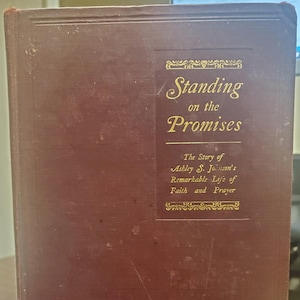 Standing
on the
Promises
The Story of
Ashley S. Johnson's
Remarkable Life of
Faith and Prayer